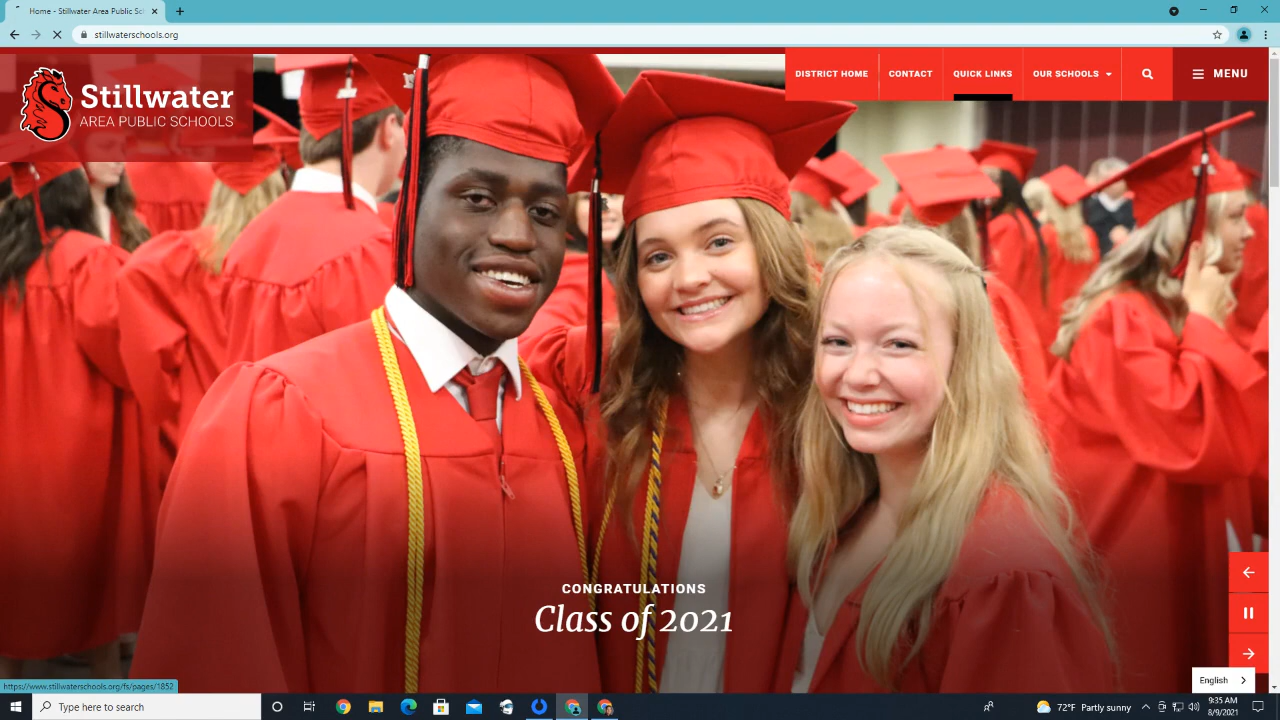 Home - Stillwater Area Public Sc
stillwaterschools.org
Stillwater
AREA PUBLIC SCHOOLS
DISTRICT HOME
CONTACT
QUICK LINKS
OUR SCHOOLS
MENU
CONGRATULATIONS
Class of 2021
English
https://www.stillwaterschools.org/fs/pages/1852
Type here to search
72°F Partly sunny
9:35 AM
8/9/2021